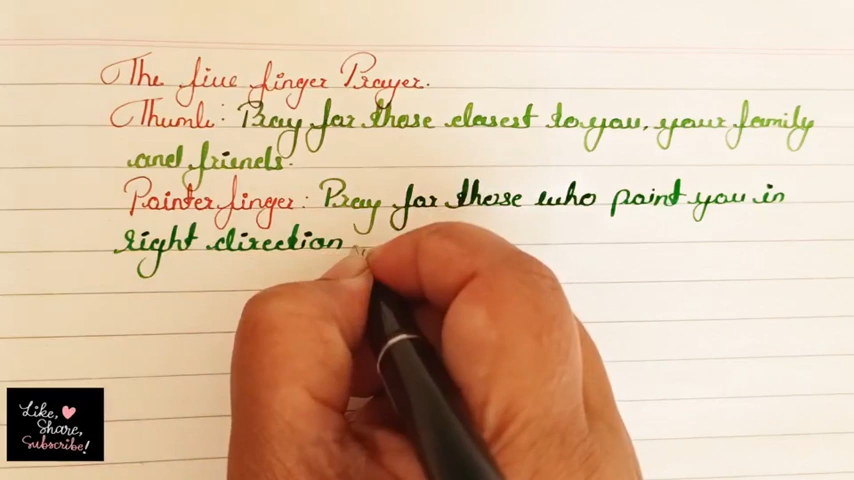 The five finger Prayer.
Thumb: Pray for those closest to you, your family
and friends.
Pointer finger: Pray for those who point you in
right direction
Like,
Share,
Subscribe!